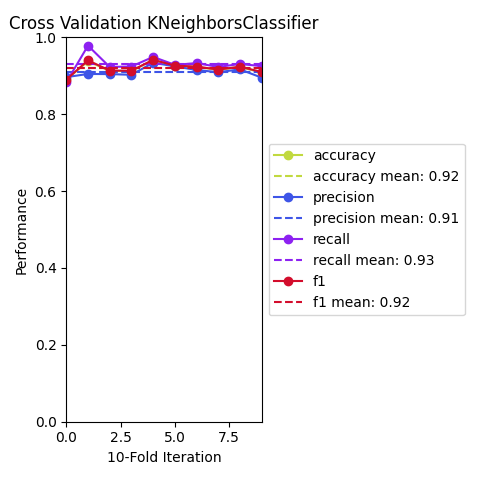 Cross Validation KNeighborsClassifier
1.0
0.8
0.6
0.4
0.2
0.0
Performance
0.0
2.5
5.0
7.5
10-Fold Iteration
accuracy
accuracy mean: 0.92
precision
precision mean: 0.91
recall
recall mean: 0.93
f1
f1 mean: 0.92